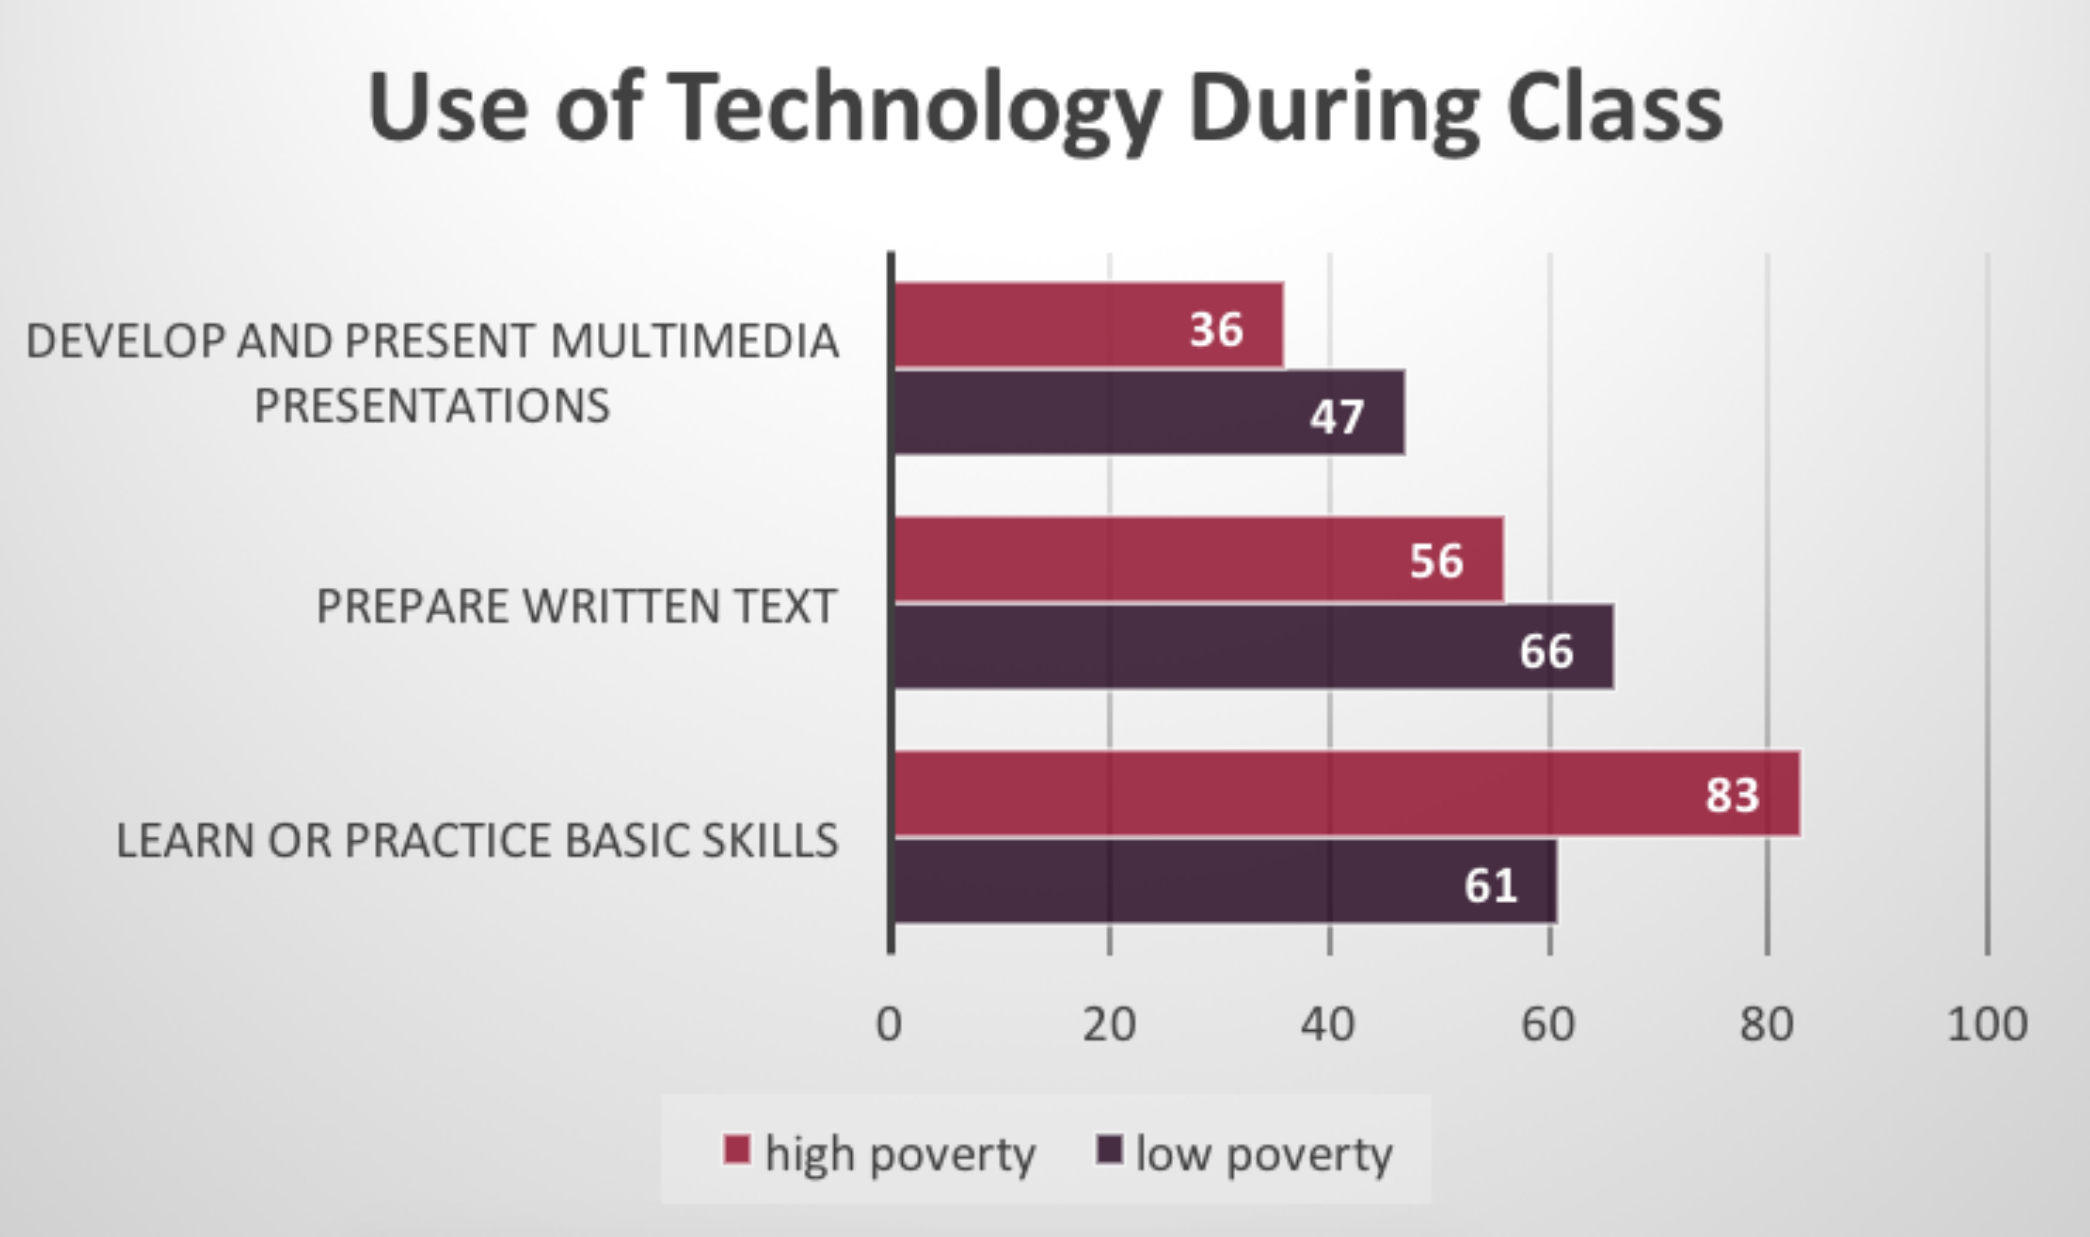 Use of Technology During Class
DEVELOP AND PRESENT MULTIMEDIA
PRESENTATIONS
36
47
PREPARE WRITTEN TEXT
56
66
LEARN OR PRACTICE BASIC SKILLS
83
61
0 20 40 60 80 100
high poverty low poverty